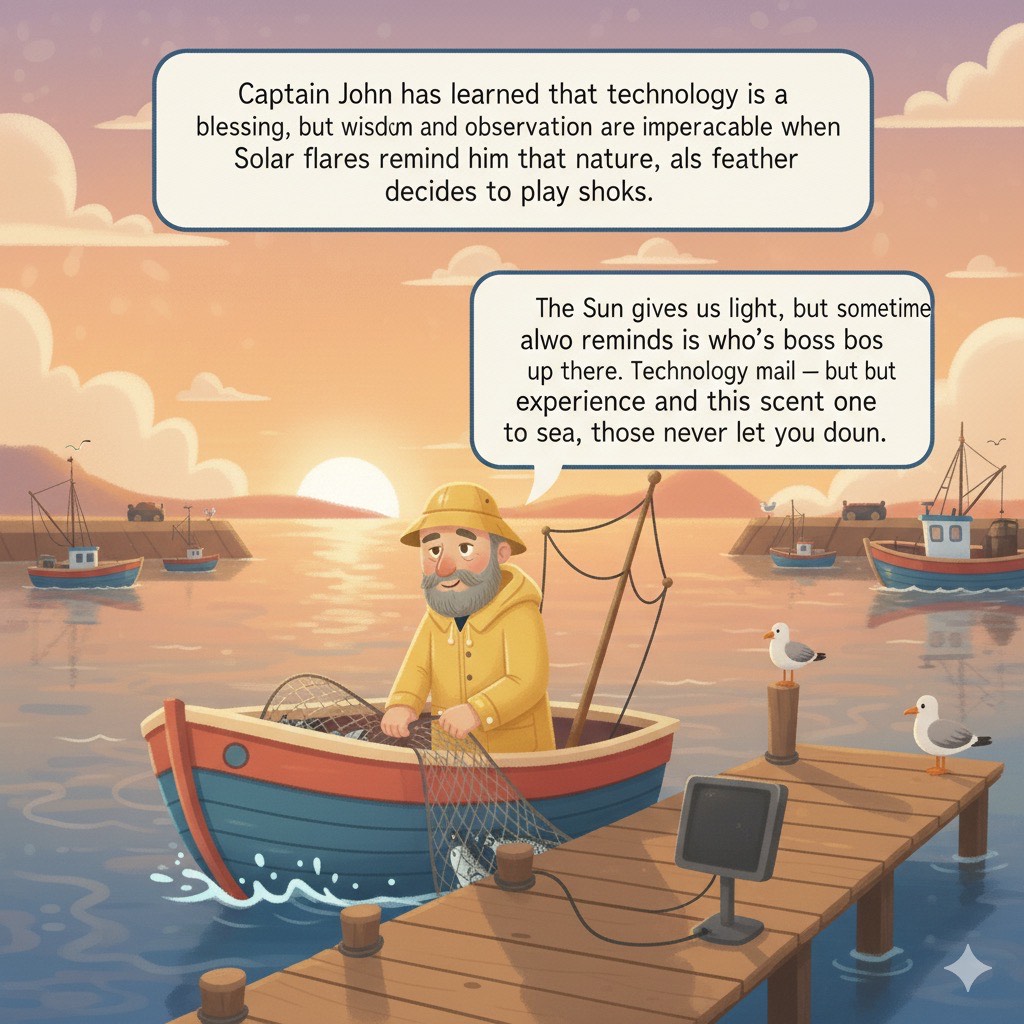 Captain John has learned that technology is a
blessing, but wisdom and observation are imperacable when
Solar flares remind him that nature, als feather
decides to play shoks.
The Sun gives us light, but sometime
alwo reminds is who's boss bos
up there. Technology mail – but but
experience and this scent one
to sea, those never let you doun.